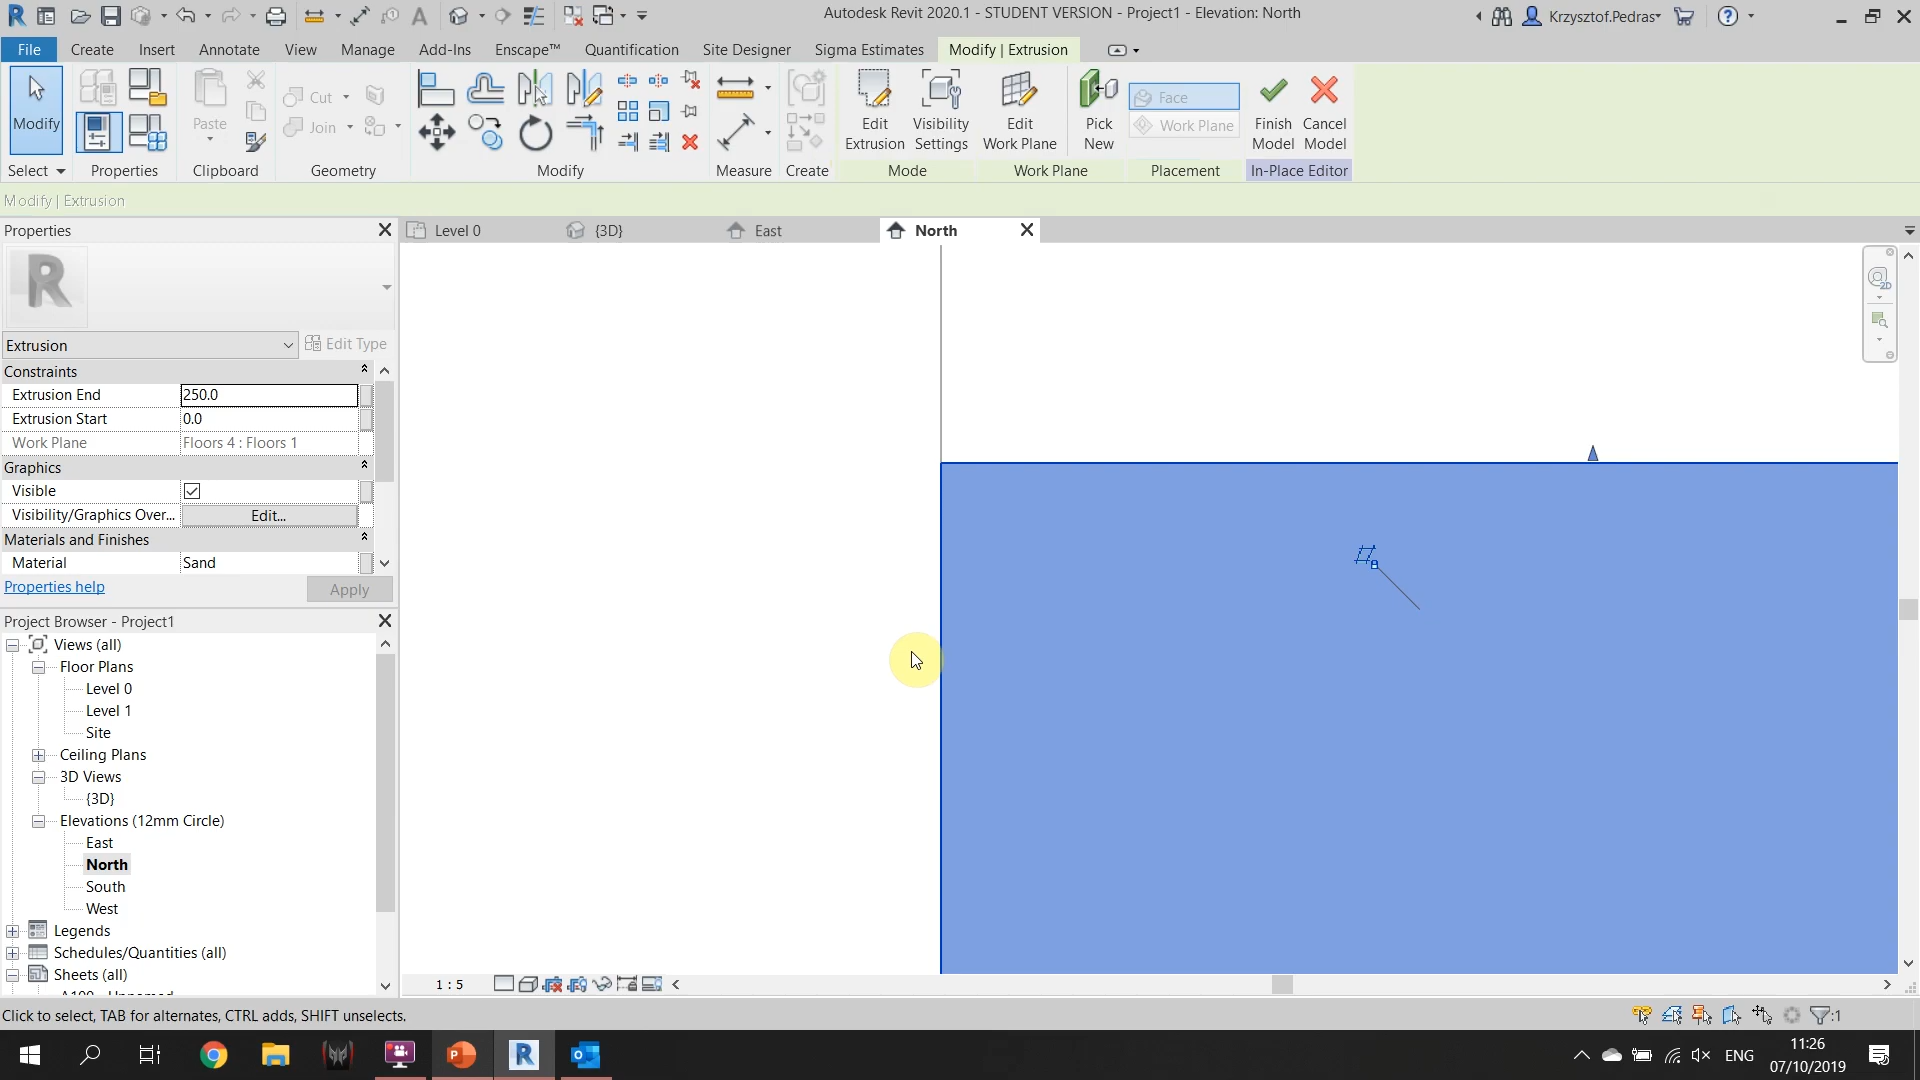 Autodesk Revit 2020.1 - STUDENT VERSION - Project1 - Elevation: North
Krzysztof.Pedras
File Create Insert Annotate View Manage Add-Ins Enscape™ Quantification Site Designer Sigma Estimates Modify | Extrusion
Modify
Paste
Cut
Join
Edit Extrusion
Visibility Settings
Edit Work Plane
Pick New
Face
Work Plane
Finish Model
Cancel Model
Select Properties Clipboard Geometry Modify Measure Create Mode Work Plane Placement In-Place Editor
Modify | Extrusion
Properties
Level 0 {3D} East North
2D
R
Extrusion Edit Type
Constraints
Extrusion End 250.0
Extrusion Start 0.0
Work Plane Floors 4 : Floors 1
Graphics
Visible
Visibility/Graphics Over... Edit...
Materials and Finishes
Material Sand
Properties help Apply
Project Browser - Project1
Views (all)
Floor Plans
Level 0
Level 1
Site
Ceiling Plans
3D Views
{3D}
Elevations (12mm Circle)
East
North
South
West
Legends
Schedules/Quantities (all)
Sheets (all)
1 : 5
Click to select, TAB for alternates, CTRL adds, SHIFT unselects.
:1
ENG
11:26
07/10/2019